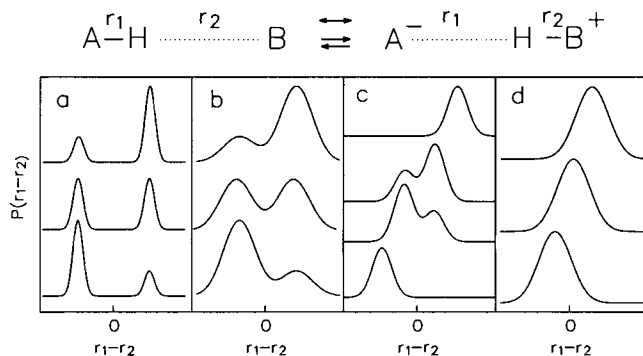 r₁ r₂ r₁ r₂
A–H ........ B ⇌ A⁻ ........ H –B⁺
a b c d
P(r₁–r₂)
0 0 0 0
r₁–r₂ r₁–r₂ r₁–r₂ r₁–r₂